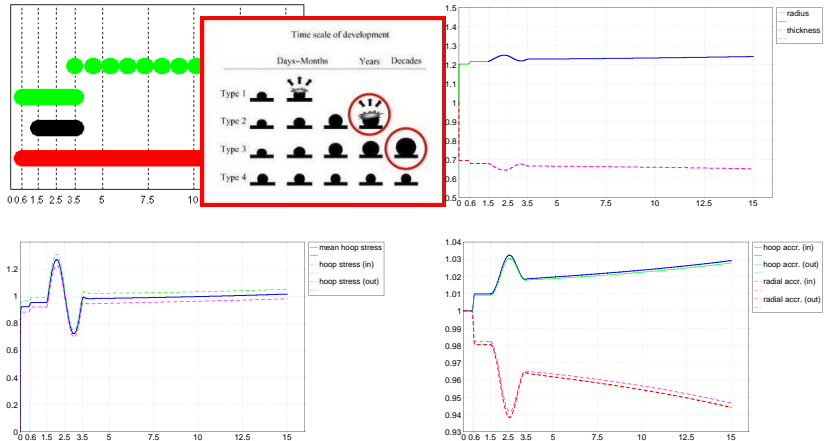 0 0.6 1.5 2.5 3.5 5 7.5 10
Time scale of development
Days–Months Years Decades
Type 1
Type 2
Type 3
Type 4
1.5
1.4
1.3
1.2
1.1
1
0.9
0.8
0.7
0.6
0.5
0 0.6 1.5 2.5 3.5 5 7.5 10 12.5 15
radius
thickness
1.2
1
0.8
0.6
0.4
0.2
0
0 0.6 1.5 2.5 3.5 5 7.5 10 12.5 15
mean hoop stress
hoop stress (in)
hoop stress (out)
1.04
1.03
1.02
1.01
1
0.99
0.98
0.97
0.96
0.95
0.94
0.93
0 0.6 1.5 2.5 3.5 5 7.5 10 12.5 15
hoop accr. (in)
hoop accr. (out)
radial accr. (in)
radial accr. (out)